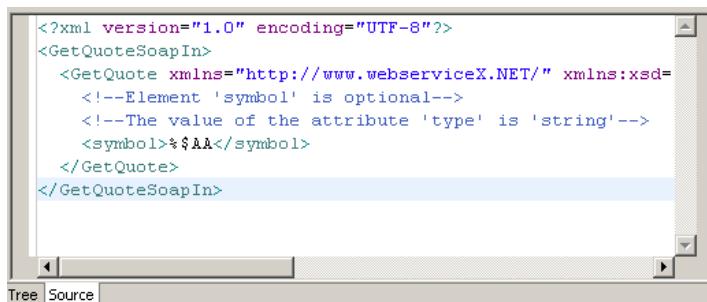 <?xml version="1.0" encoding="UTF-8"?>
<GetQuoteSoapIn>
<GetQuote xmlns="http://www.webserviceX.NET/" xmlns:xsd=
<!--Element 'symbol' is optional-->
<!--The value of the attribute 'type' is 'string'-->
<symbol>%$AA</symbol>
</GetQuote>
</GetQuoteSoapIn>
Tree Source